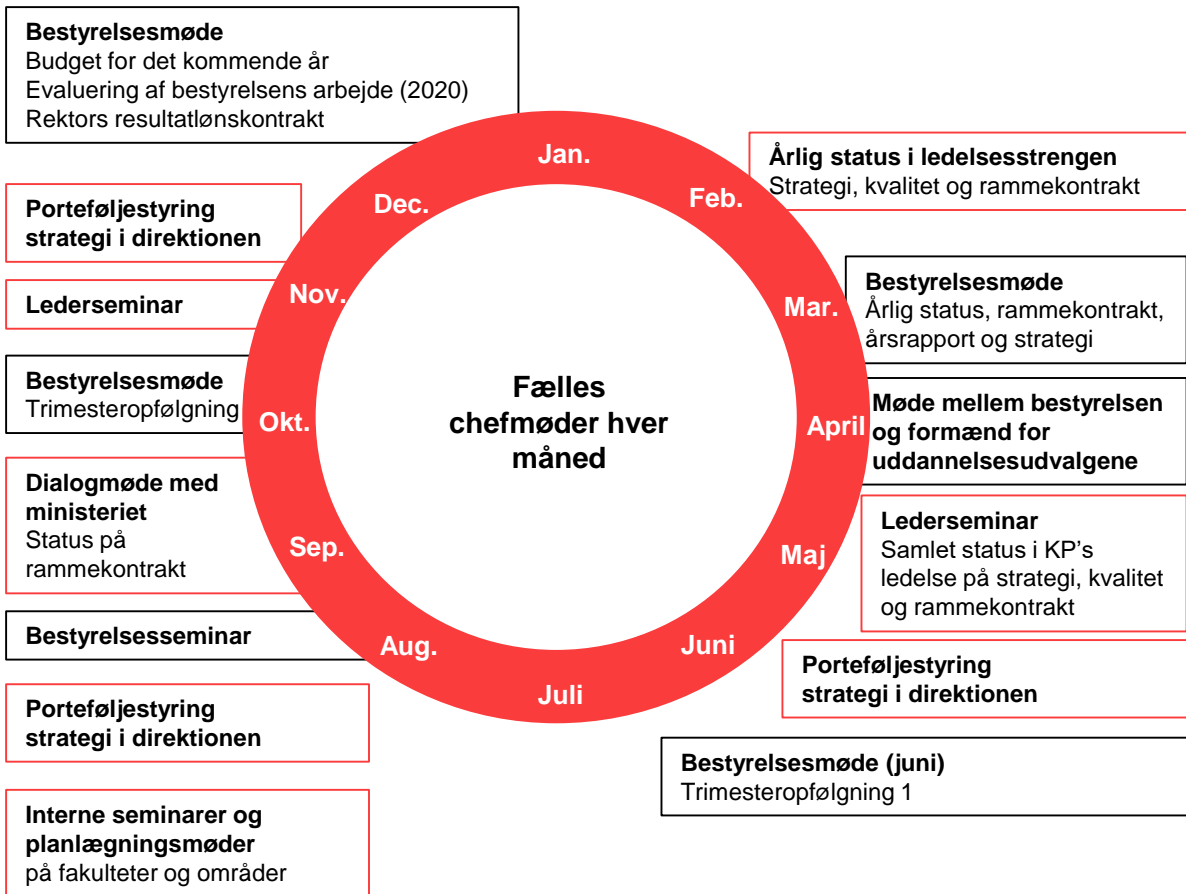 Bestyrelsesmøde
Budget for det kommende år
Evaluering af bestyrelsens arbejde (2020)
Rektors resultatlønskontrakt
Jan.
Feb.
Mar.
April
Maj
Juni
Juli
Aug.
Sep.
Okt.
Nov.
Dec.
Fælles
chefmøder hver
måned
Årlig status i ledelsesstrengen
Strategi, kvalitet og rammekontrakt
Bestyrelsesmøde
Årlig status, rammekontrakt,
årsrapport og strategi
Møde mellem bestyrelsen
og formænd for
uddannelsesudvalgene
Lederseminar
Samlet status i KP's
ledelse på strategi, kvalitet
og rammekontrakt
Porteføljestyring
strategi i direktionen
Bestyrelsesmøde (juni)
Trimesteropfølgning 1
Porteføljestyring
strategi i direktionen
Lederseminar
Bestyrelsesmøde
Trimesteropfølgning
Dialogmøde med
ministeriet
Status på
rammekontrakt
Bestyrelsesseminar
Porteføljestyring
strategi i direktionen
Interne seminarer og
planlægningsmøder
på fakulteter og områder